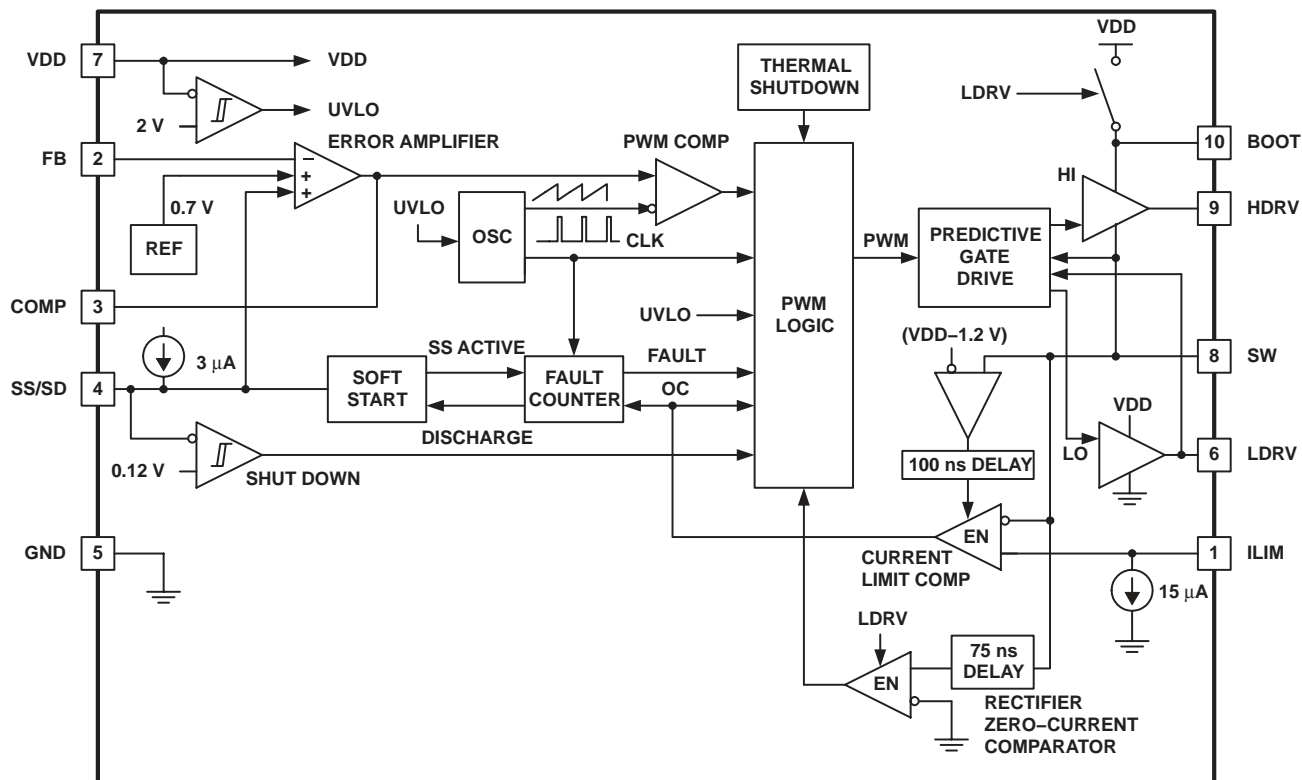 VDD
7
VDD
UVLO
2 V
FB
2
ERROR AMPLIFIER
0.7 V
REF
COMP
3
3 μA
SS/SD
4
0.12 V
SHUT DOWN
GND
5
THERMAL
SHUTDOWN
PWM COMP
UVLO
OSC
CLK
UVLO
PWM
LOGIC
SS ACTIVE
SOFT
START
FAULT
COUNTER
FAULT
OC
DISCHARGE
VDD
LDRV
10
BOOT
HI
9
HDRV
PWM
PREDICTIVE
GATE
DRIVE
(VDD−1.2 V)
8
SW
VDD
LO
6
LDRV
100 ns DELAY
EN
CURRENT
LIMIT COMP
1
ILIM
15 μA
LDRV
75 ns
DELAY
EN
RECTIFIER
ZERO−CURRENT
COMPARATOR